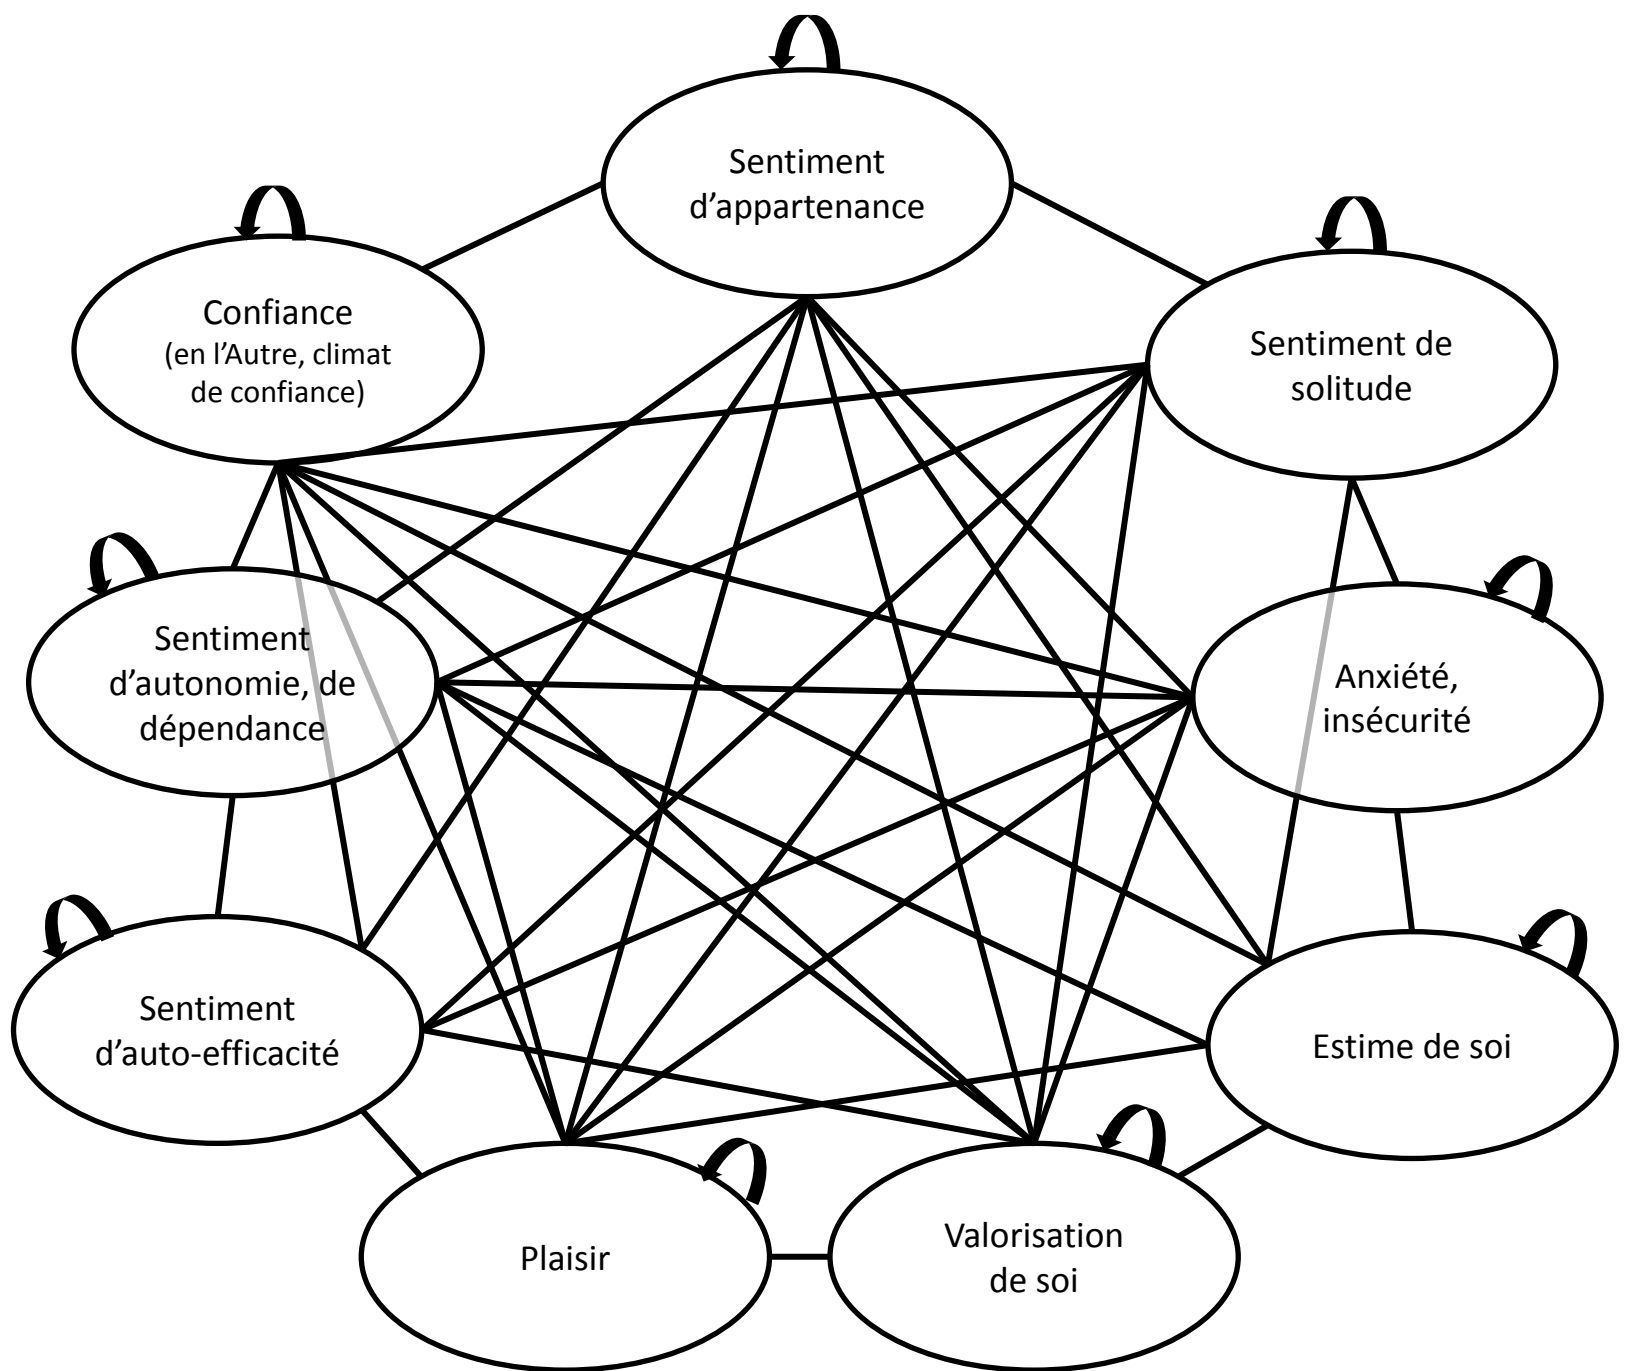 Sentiment
d’appartenance
Confiance
(en l’Autre, climat
de confiance)
Sentiment de
solitude
Sentiment
d’autonomie, de
dépendance
Anxiété,
insécurité
Sentiment
d’auto-efficacité
Estime de soi
Plaisir
Valorisation
de soi